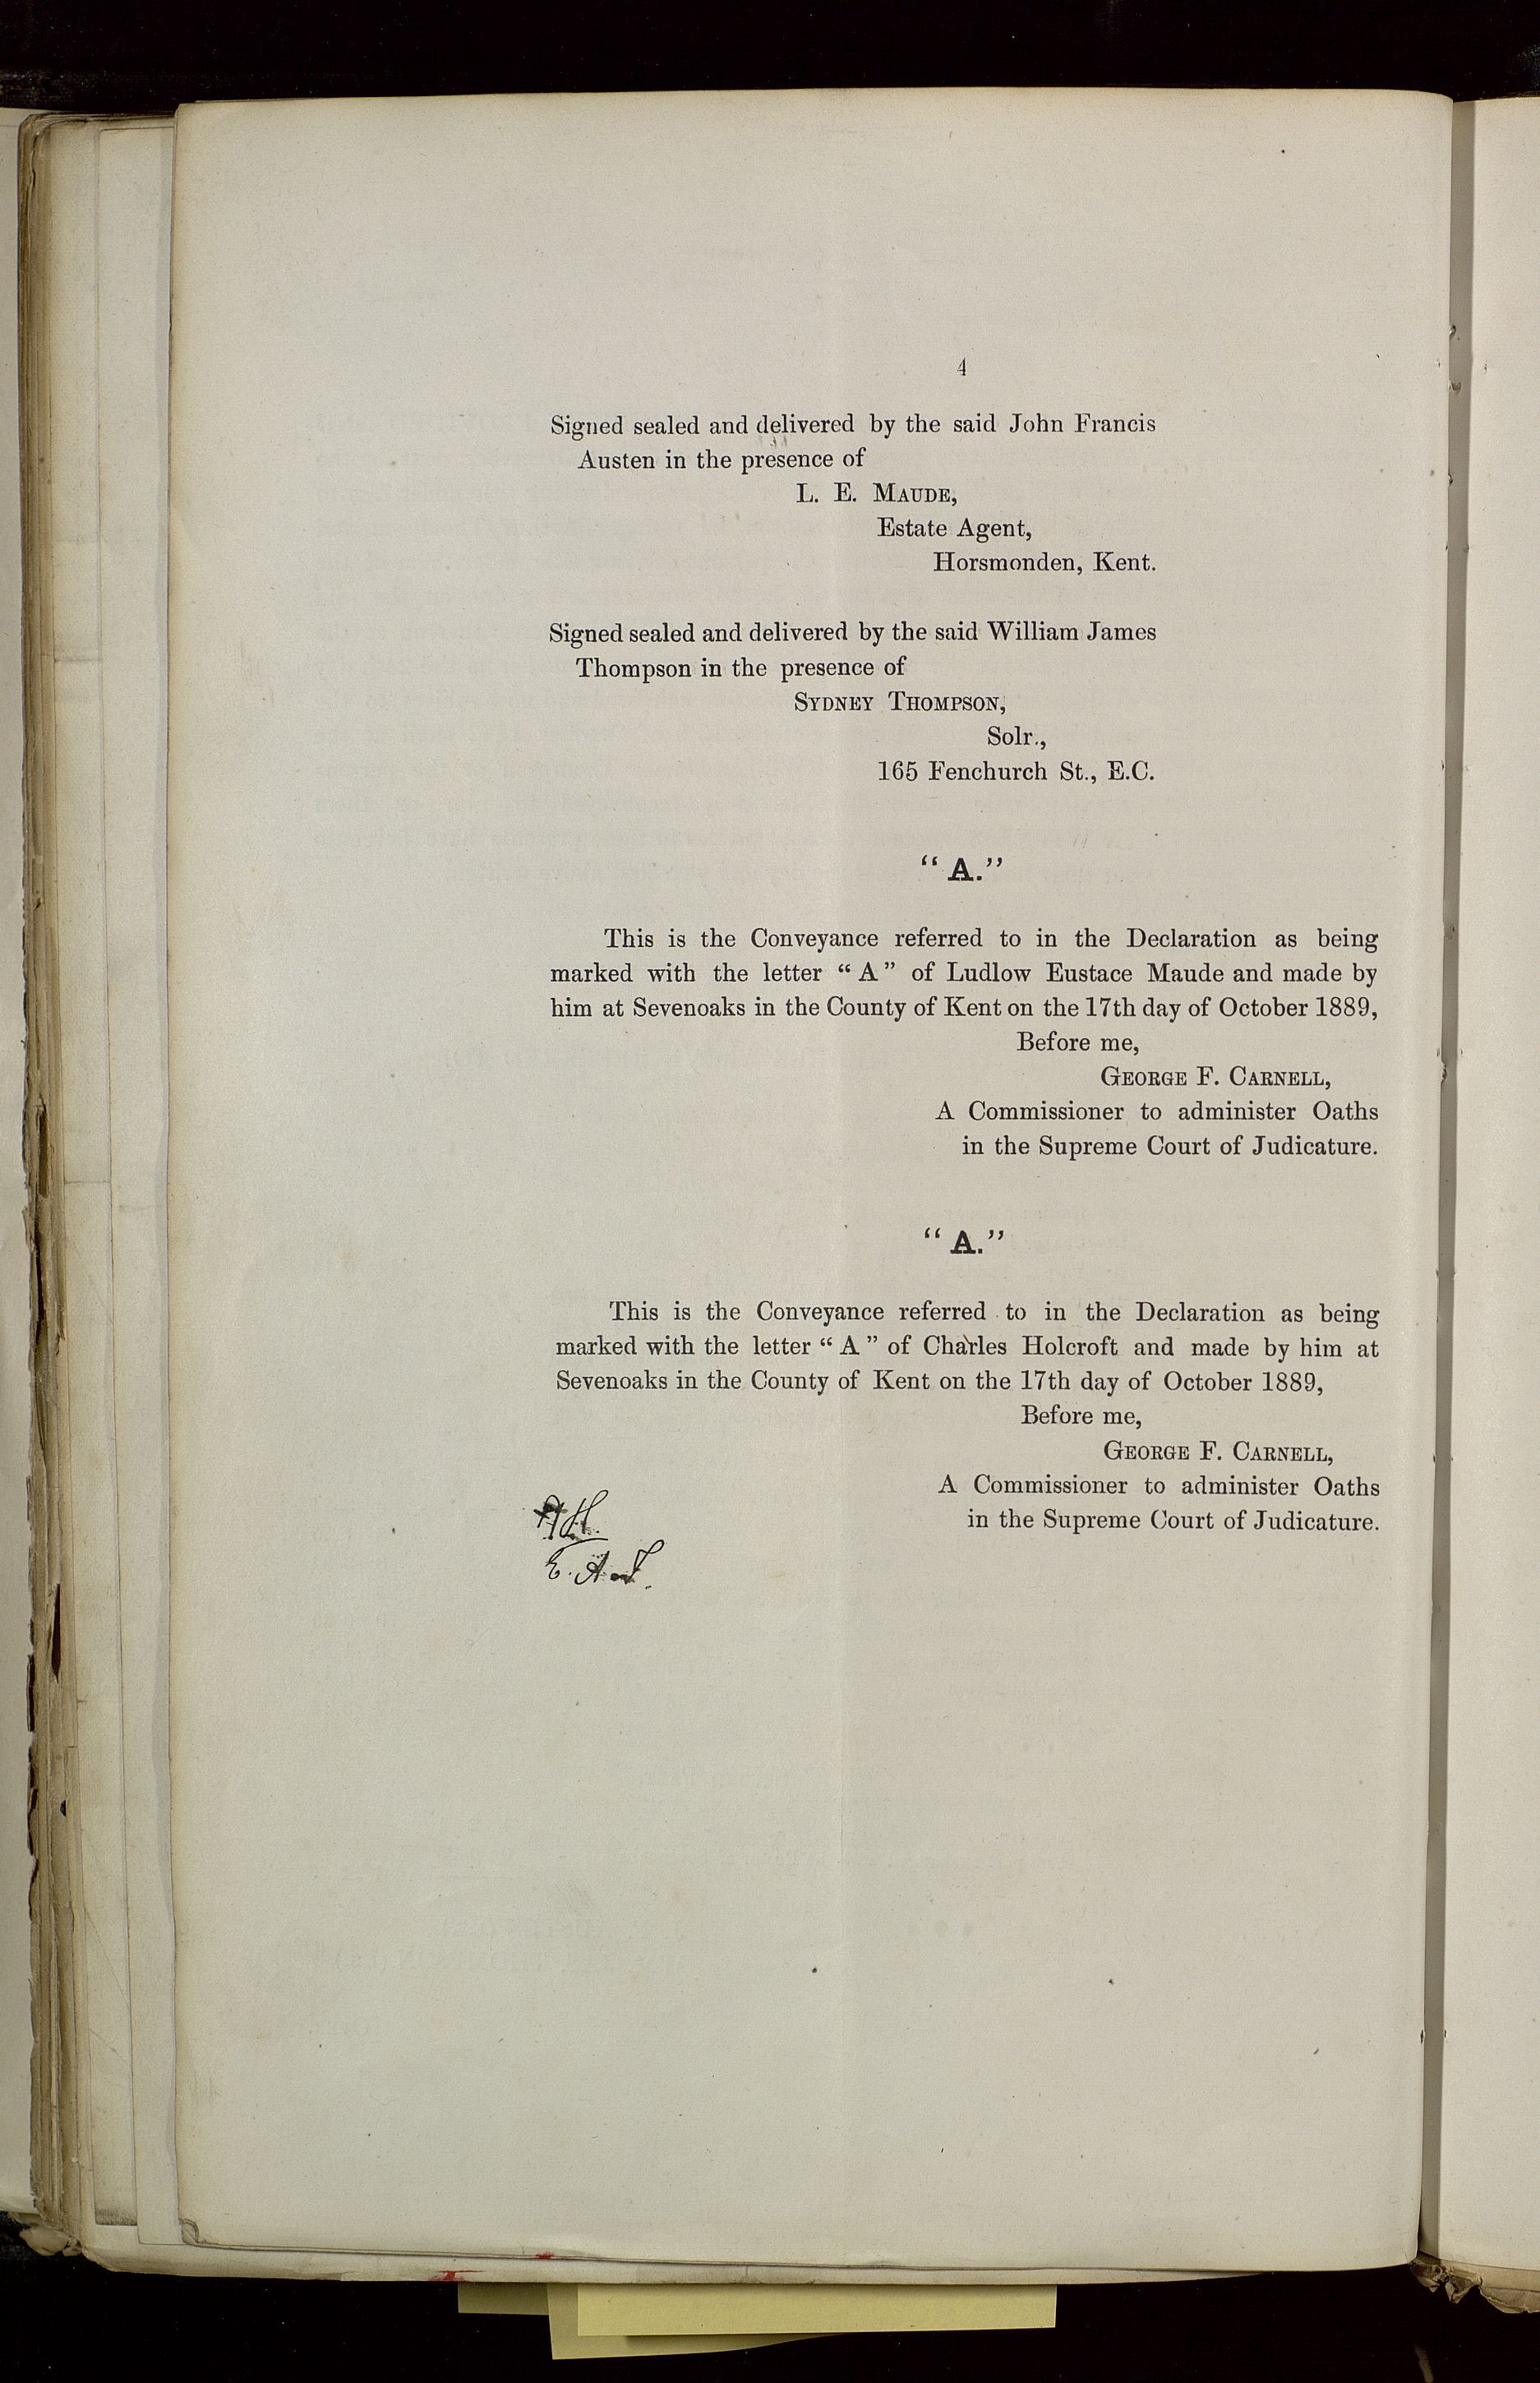 4
Signed sealed and delivered by the said John Francis
Austen in the presence of
L. E. MAUDE,
Estate Agent,
Horsmonden, Kent.
Signed sealed and delivered by the said William James
Thompson in the presence of
SYDNEY THOMPSON,
Solr.,
165 Fenchurch St., E.C.
“A.”
This is the Conveyance referred to in the Declaration as being
marked with the letter “A” of Ludlow Eustace Maude and made by
him at Sevenoaks in the County of Kent on the 17th day of October 1889,
Before me,
GEORGE F. CARNELL,
A Commissioner to administer Oaths
in the Supreme Court of Judicature.
“A.”
This is the Conveyance referred to in the Declaration as being
marked with the letter “A” of Charles Holcroft and made by him at
Sevenoaks in the County of Kent on the 17th day of October 1889,
Before me,
GEORGE F. CARNELL,
A Commissioner to administer Oaths
in the Supreme Court of Judicature.